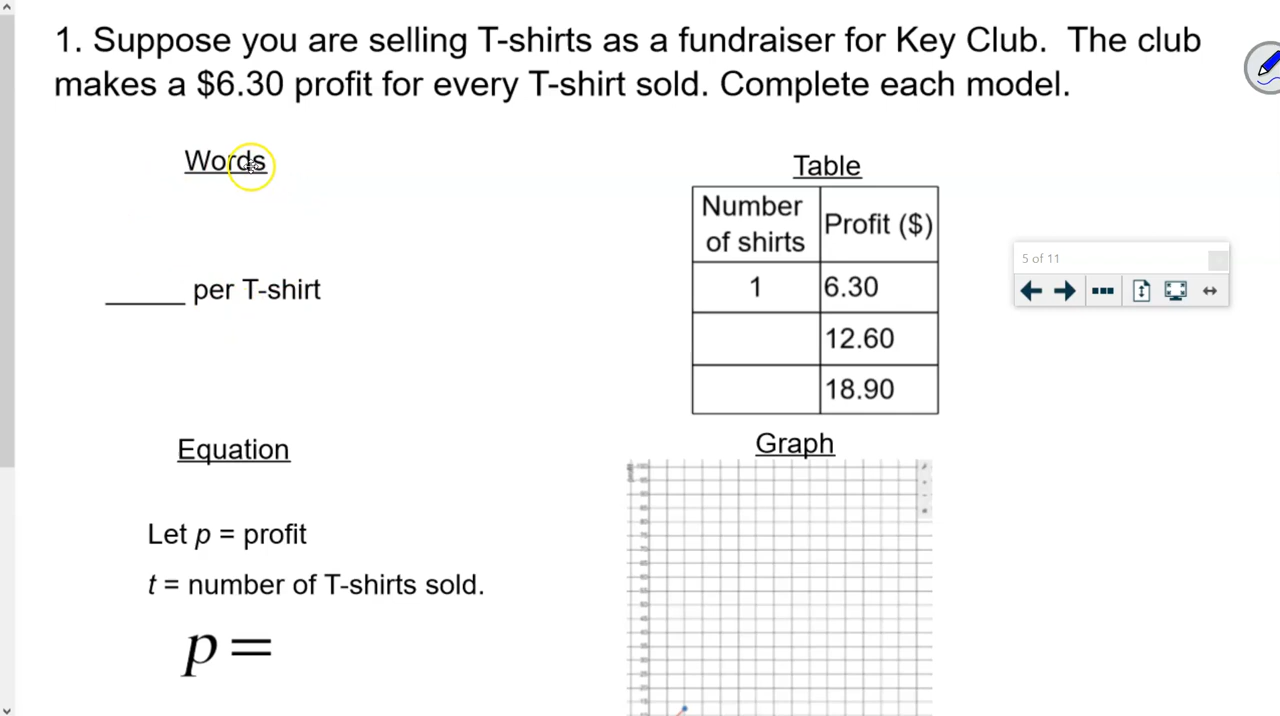 1. Suppose you are selling T-shirts as a fundraiser for Key Club. The club
makes a $6.30 profit for every T-shirt sold. Complete each model.
Words
_____ per T-shirt
Table
Number of shirts Profit ($)
1 6.30
12.60
18.90
5 of 11
Equation
Let p = profit
t = number of T-shirts sold.
p =
Graph